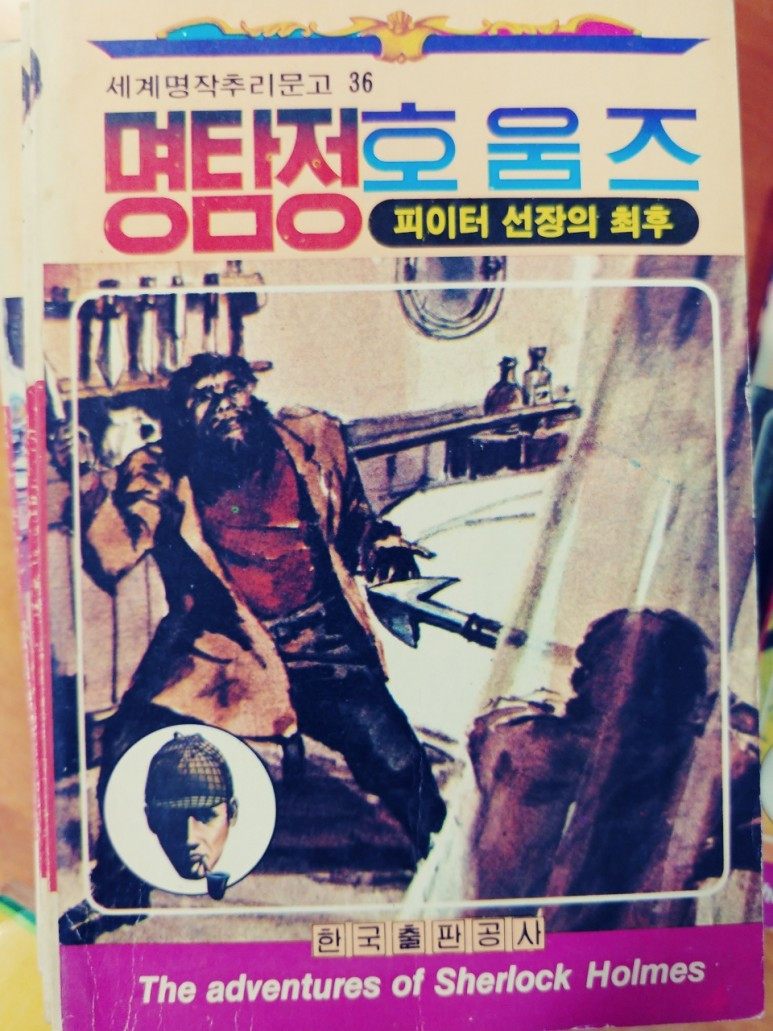 세계명작추리문고 36
명탐정 호움즈
피이터 선장의 최후
한국출판공사
The adventures of Sherlock Holmes